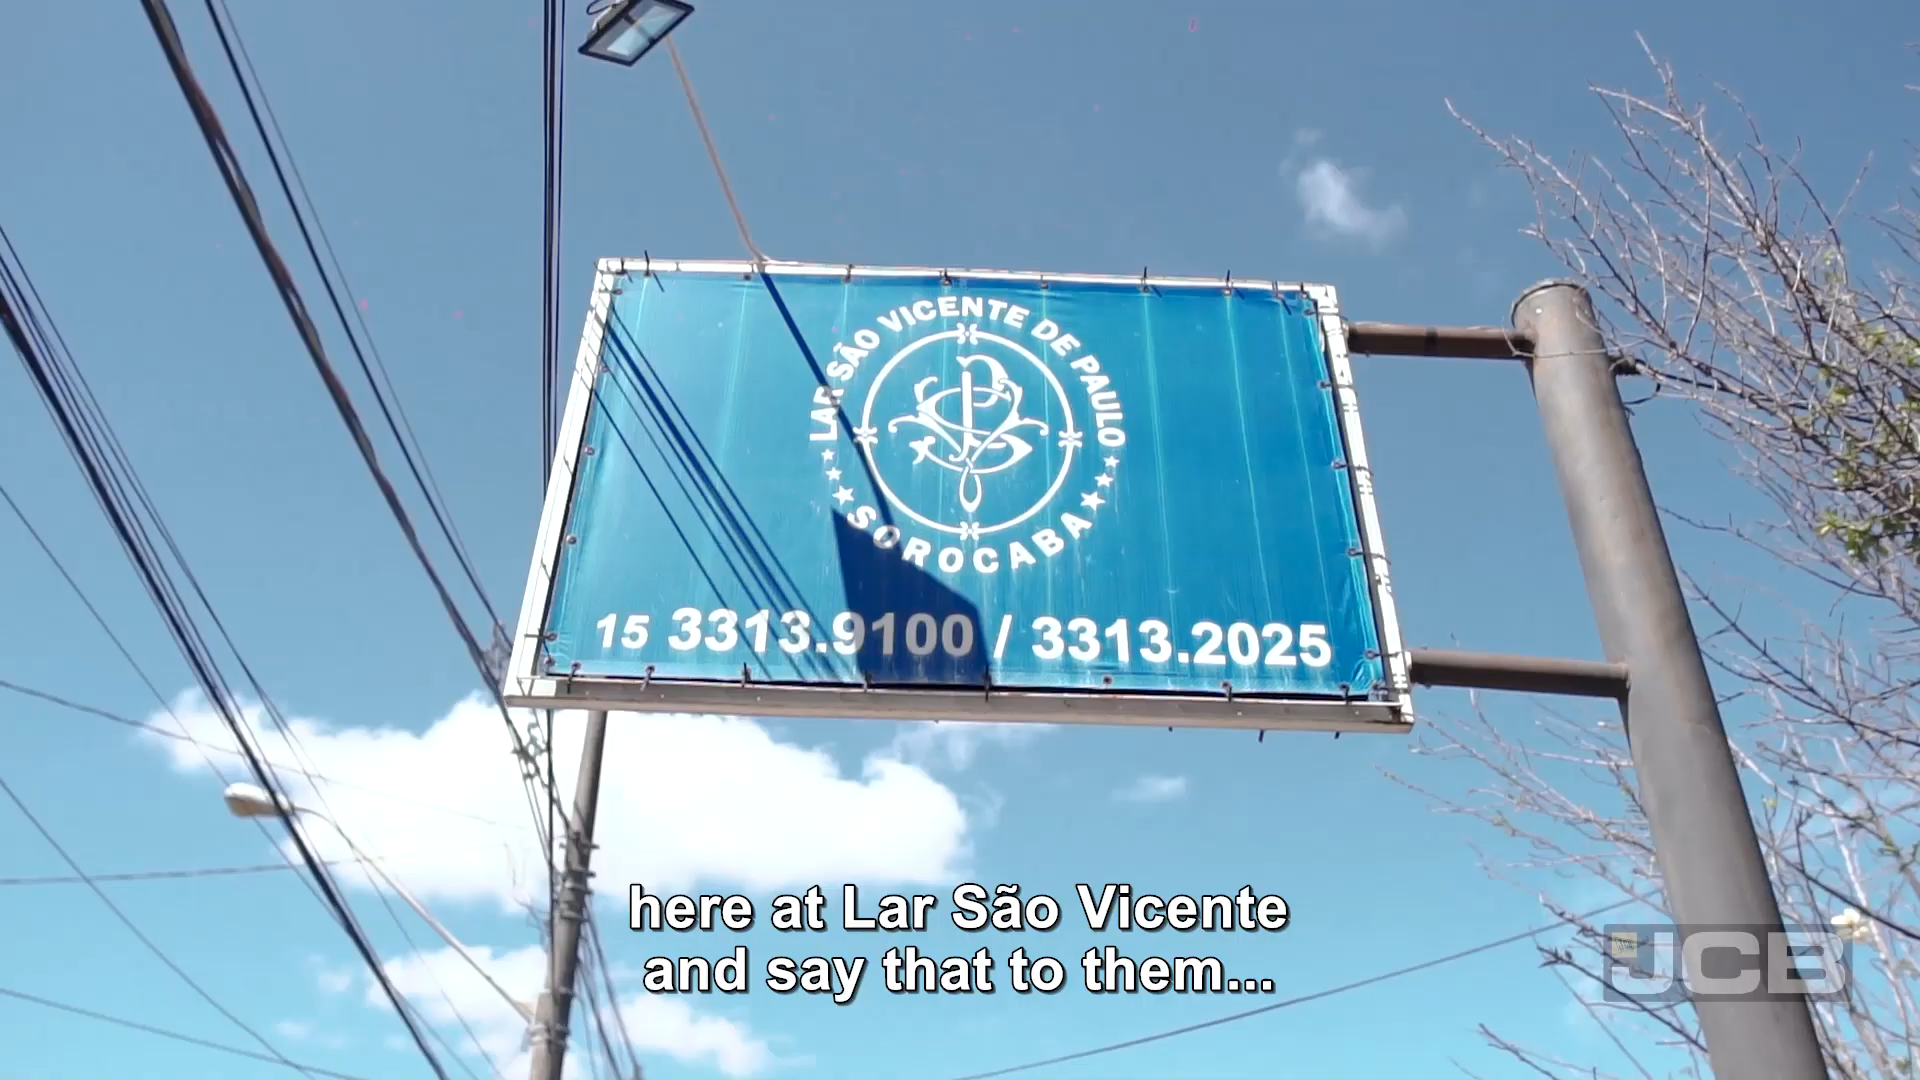 LAR SÃO VICENTE DE PAULO
SOROCABA
15 3313.9100 / 3313.2025
here at Lar São Vicente
and say that to them...
JCB